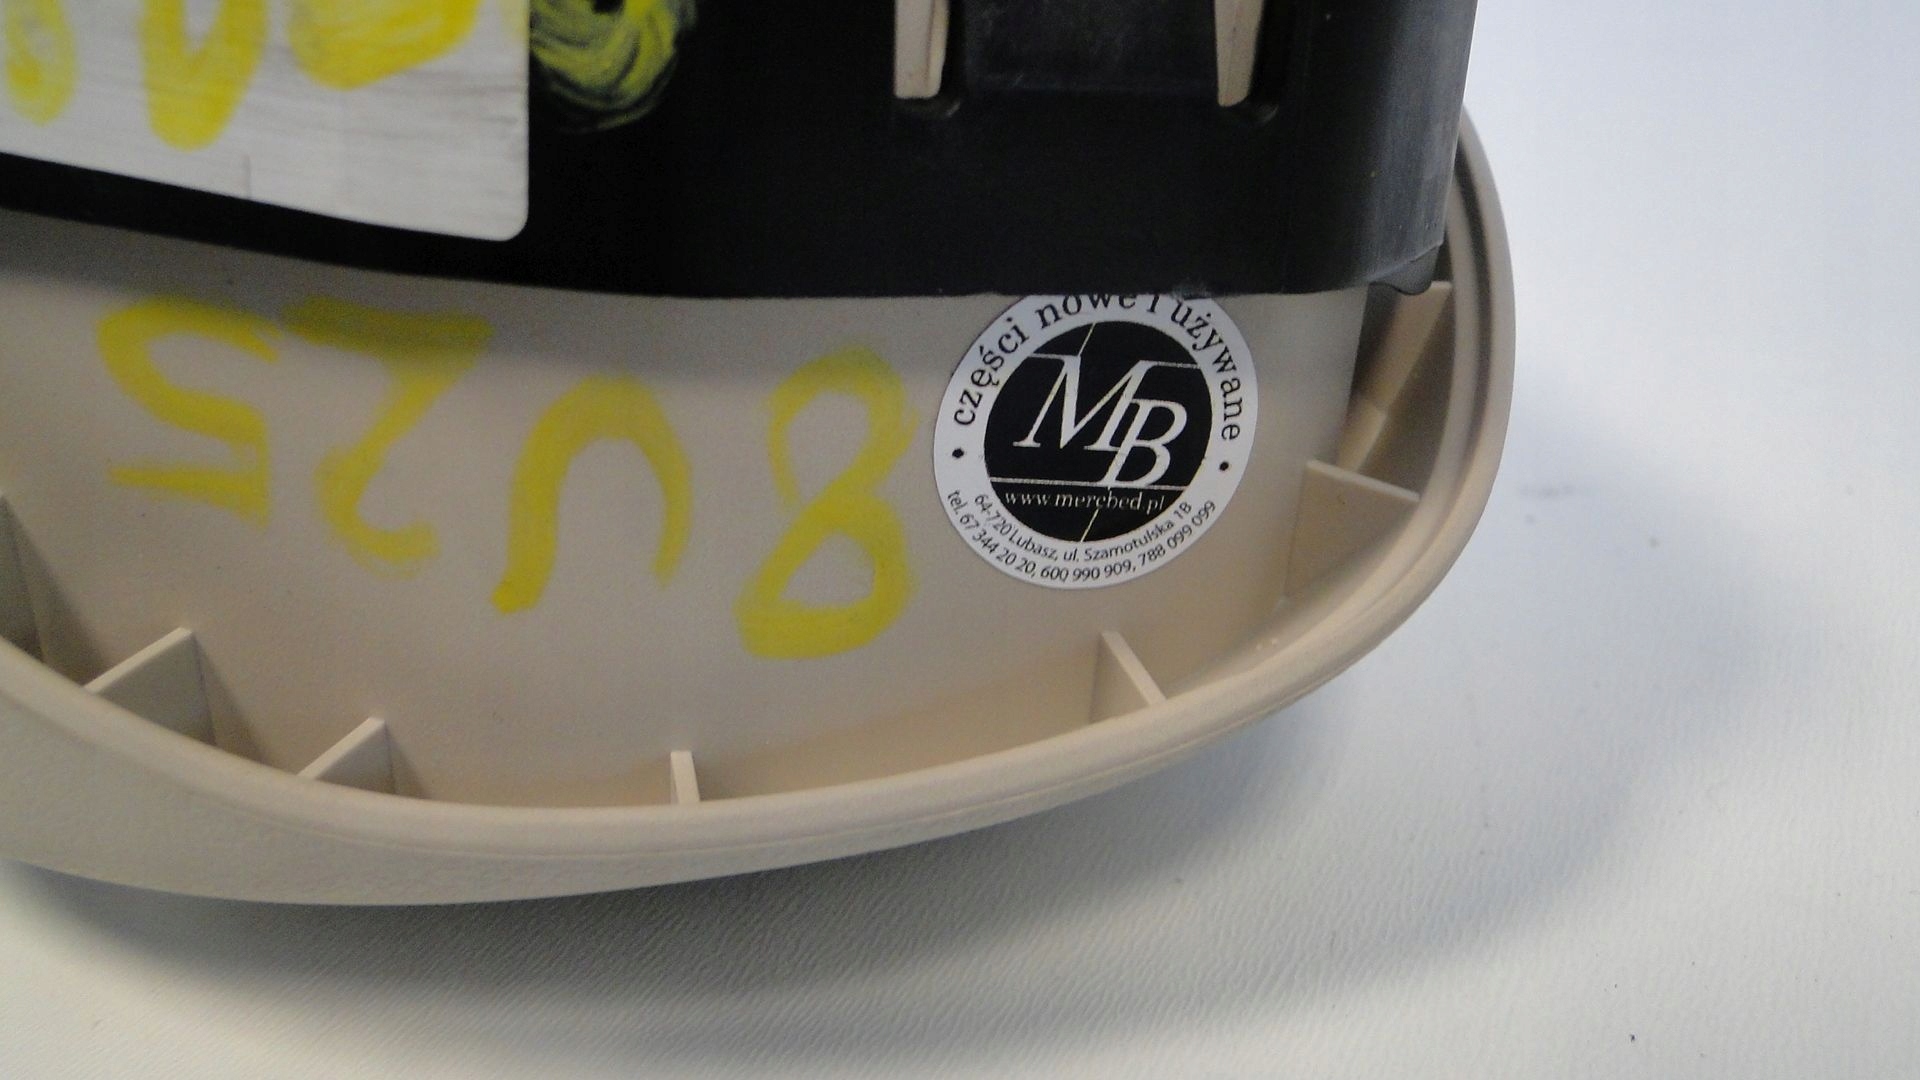 8U25
• części nowe i używane •
MB
www.mercbed.pl
64-720 Lubasz, ul. Szamotulska 1B
tel. 67 344 20 20, 600 990 909, 788 099 099